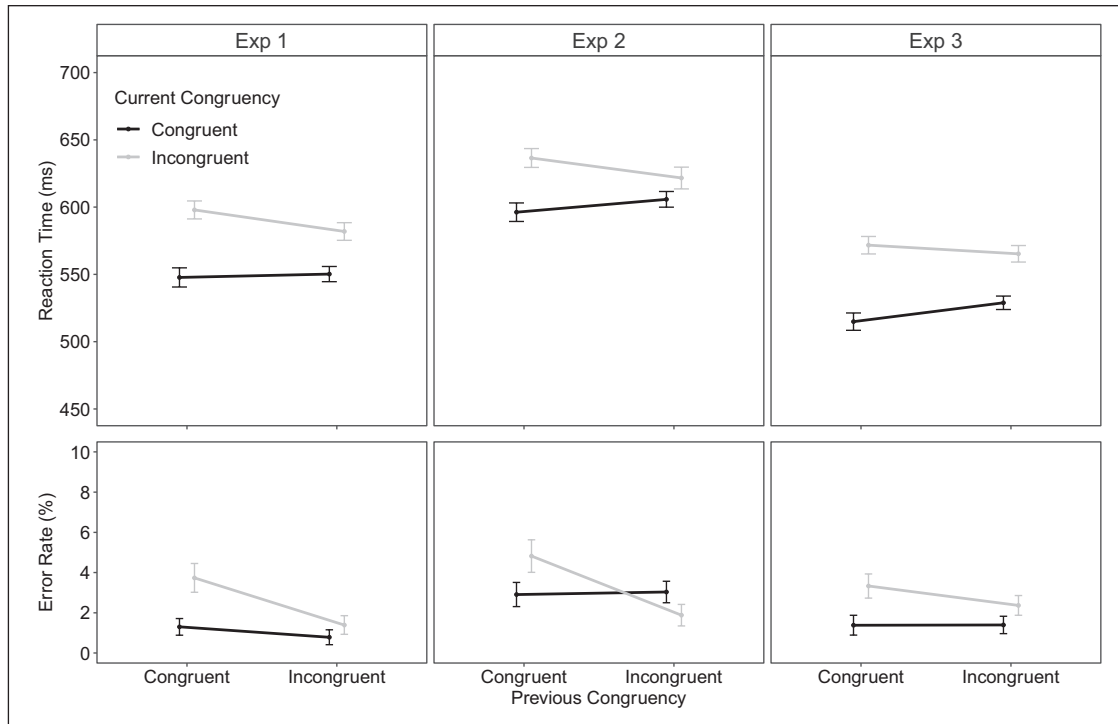 Exp 1 Exp 2 Exp 3
Reaction Time (ms)
700
650
600
550
500
450
Current Congruency
Congruent
Incongruent
Error Rate (%)
10
8
6
4
2
0
Congruent Incongruent Congruent Incongruent Congruent Incongruent
Previous Congruency